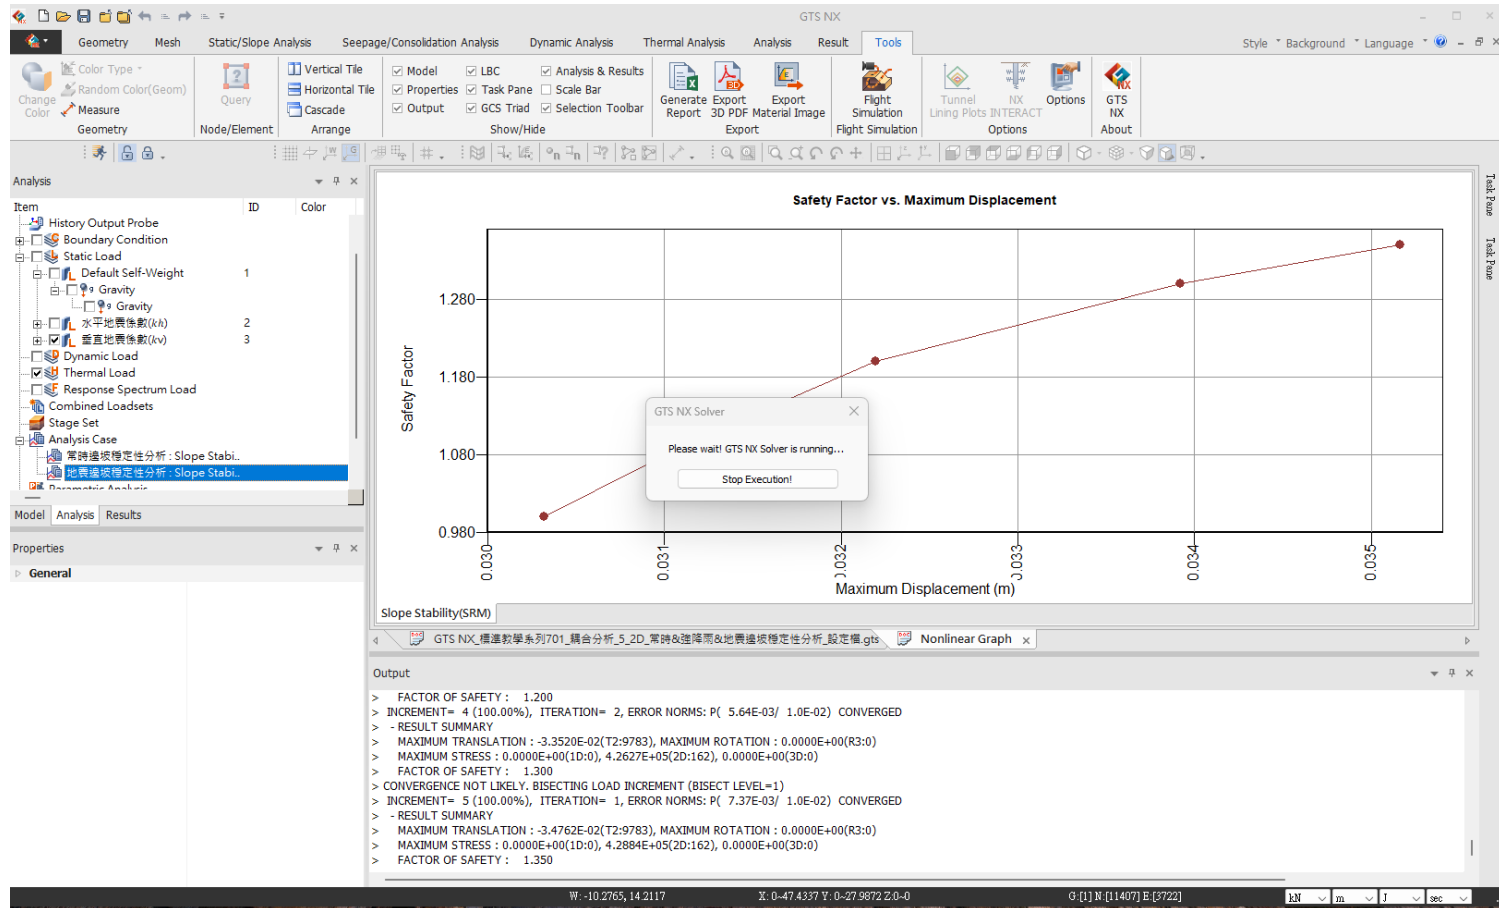 GTS NX
Geometry Mesh Static/Slope Analysis Seepage/Consolidation Analysis Dynamic Analysis Thermal Analysis Analysis Result Tools
Style Background Language
Change Color
Color Type
Random Color(Geom)
Measure
Geometry
Query
Node/Element
Vertical Tile
Horizontal Tile
Cascade
Arrange
Model LBC Analysis & Results
Properties Task Pane Scale Bar
Output GCS Triad Selection Toolbar
Show/Hide
Generate Report
Export 3D PDF
Export Material Image
Export
Flight Simulation
Flight Simulation
Tunnel Lining Plots
NX INTERACT
Options
Options
GTS NX
About
Analysis
Item ID Color
History Output Probe
Boundary Condition
Static Load
Default Self-Weight 1
Gravity
Gravity
水平地震係數(kh) 2
垂直地震係數(kv) 3
Dynamic Load
Thermal Load
Response Spectrum Load
Combined Loadsets
Stage Set
Analysis Case
常時邊坡穩定性分析 : Slope Stabi..
地震邊坡穩定性分析 : Slope Stabi..
Parametric Analysis
Model Analysis Results
Properties
General
Safety Factor vs. Maximum Displacement
Safety Factor
1.280
1.180
1.080
0.980
0.030 0.031 0.032 0.033 0.034 0.035
Maximum Displacement (m)
GTS NX Solver
Please wait! GTS NX Solver is running...
Stop Execution!
Slope Stability(SRM)
GTS NX_標準教學系列701_耦合分析_5_2D_常時&強降雨&地震邊坡穩定性分析_設定檔.gts Nonlinear Graph
Output
> FACTOR OF SAFETY : 1.200
> INCREMENT= 4 (100.00%), ITERATION= 2, ERROR NORMS: P( 5.64E-03/ 1.0E-02) CONVERGED
> - RESULT SUMMARY
> MAXIMUM TRANSLATION : -3.3520E-02(T2:9783), MAXIMUM ROTATION : 0.0000E+00(R3:0)
> MAXIMUM STRESS : 0.0000E+00(1D:0), 4.2627E+05(2D:162), 0.0000E+00(3D:0)
> FACTOR OF SAFETY : 1.300
> CONVERGENCE NOT LIKELY. BISECTING LOAD INCREMENT (BISECT LEVEL=1)
> INCREMENT= 5 (100.00%), ITERATION= 1, ERROR NORMS: P( 7.37E-03/ 1.0E-02) CONVERGED
> - RESULT SUMMARY
> MAXIMUM TRANSLATION : -3.4762E-02(T2:9783), MAXIMUM ROTATION : 0.0000E+00(R3:0)
> MAXIMUM STRESS : 0.0000E+00(1D:0), 4.2884E+05(2D:162), 0.0000E+00(3D:0)
> FACTOR OF SAFETY : 1.350
Task Pane
Task Pane
W: -10.2765, 14.2117 X: 0~47.4337 Y: 0~27.9872 Z:0~0 G:[1] N:[11407] E:[3722] kN m J sec